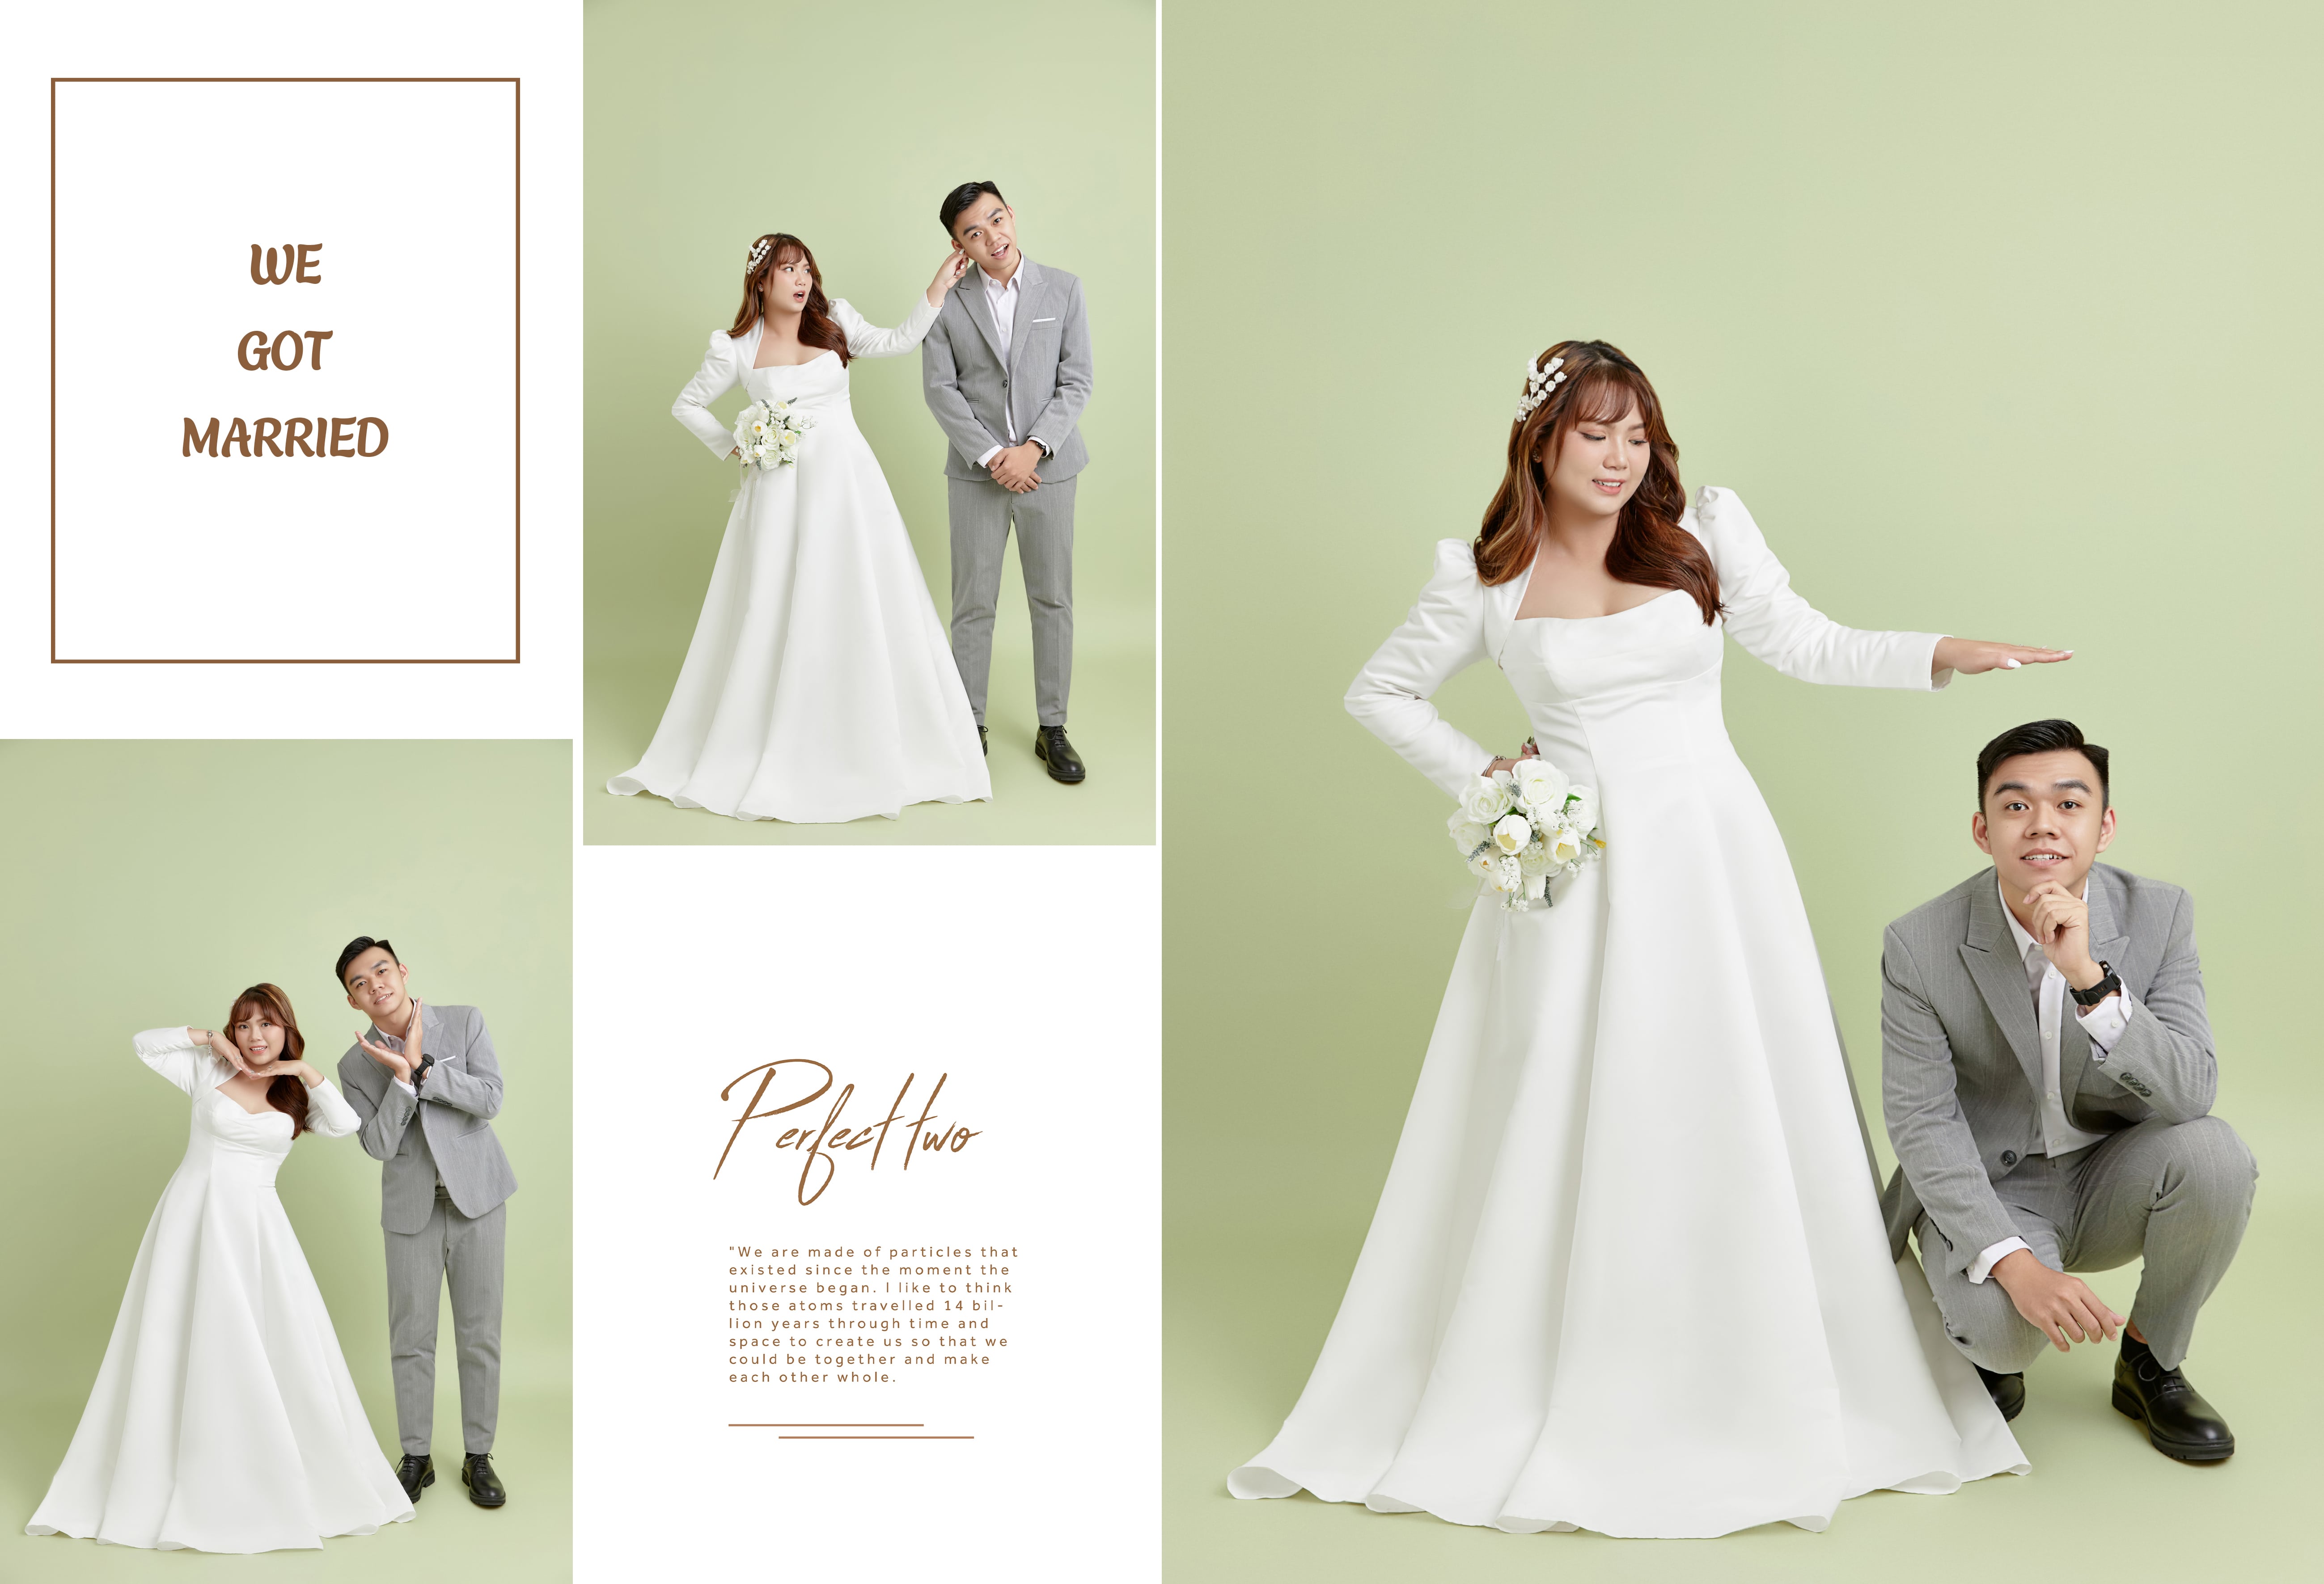 WE
GOT
MARRIED
Perfect two
"We are made of particles that
existed since the moment the
universe began. I like to think
those atoms travelled 14 bil-
lion years through time and
space to create us so that we
could be together and make
each other whole.